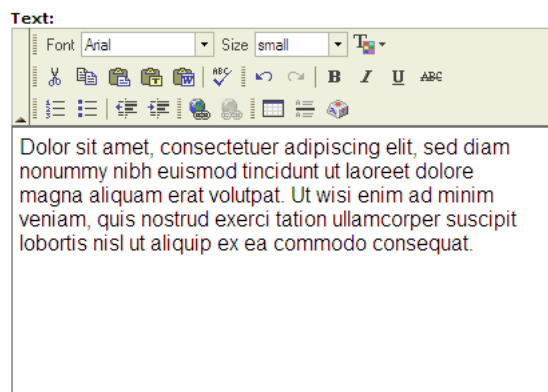 Text:
Font Arial Size small T
ABC B I U ABC
Dolor sit amet, consectetuer adipiscing elit, sed diam
nonummy nibh euismod tincidunt ut laoreet dolore
magna aliquam erat volutpat. Ut wisi enim ad minim
veniam, quis nostrud exerci tation ullamcorper suscipit
lobortis nisl ut aliquip ex ea commodo consequat.